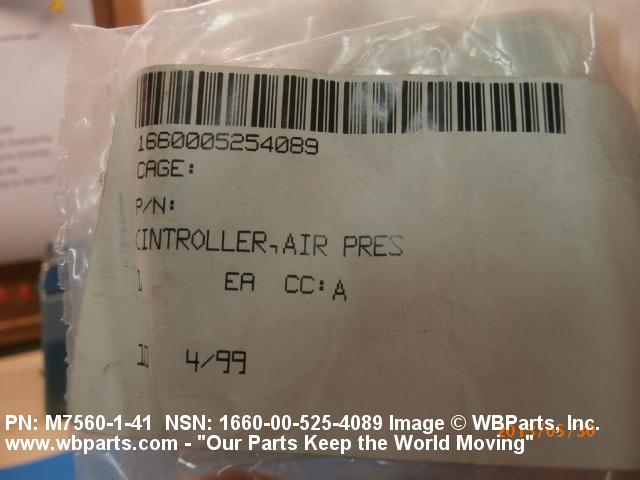 1660005254089
CAGE:
P/N:
CINTROLLER,AIR PRES
1 EA CC:A
4/99
PN: M7560-1-41 NSN: 1660-00-525-4089 Image © WBParts, Inc.
www.wbparts.com - "Our Parts Keep the World Moving"